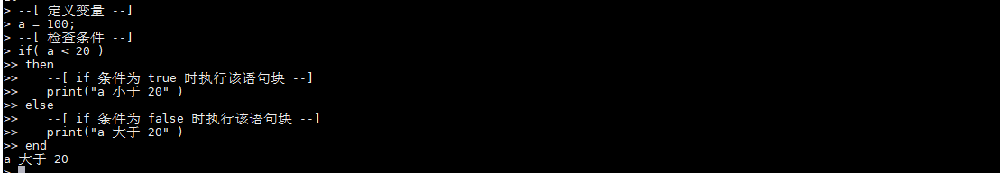 > --[ 定义变量 --]
> a = 100;
> --[ 检查条件 --]
> if( a < 20 )
>> then
>>    --[ if 条件为 true 时执行该语句块 --]
>>    print("a 小于 20" )
>> else
>>    --[ if 条件为 false 时执行该语句块 --]
>>    print("a 大于 20" )
>> end
a 大于 20
>